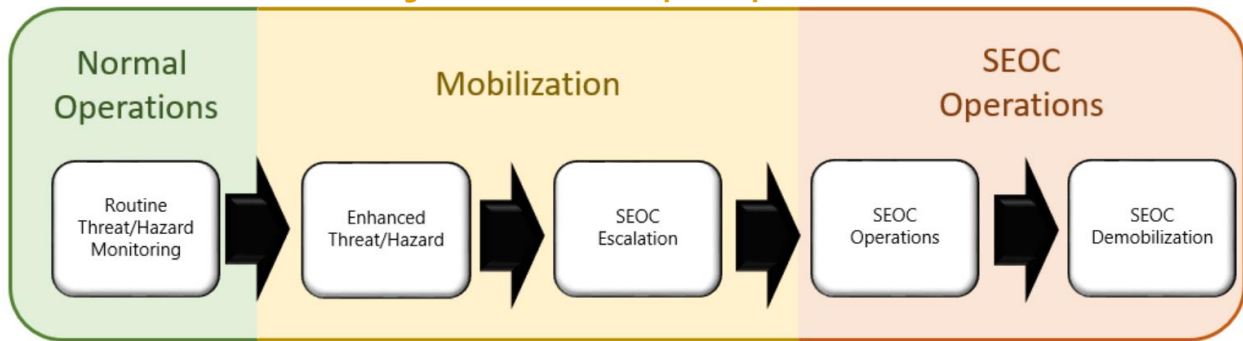 Normal
Operations
Mobilization
SEOC
Operations
Routine
Threat/Hazard
Monitoring
Enhanced
Threat/Hazard
SEOC
Escalation
SEOC
Operations
SEOC
Demobilization